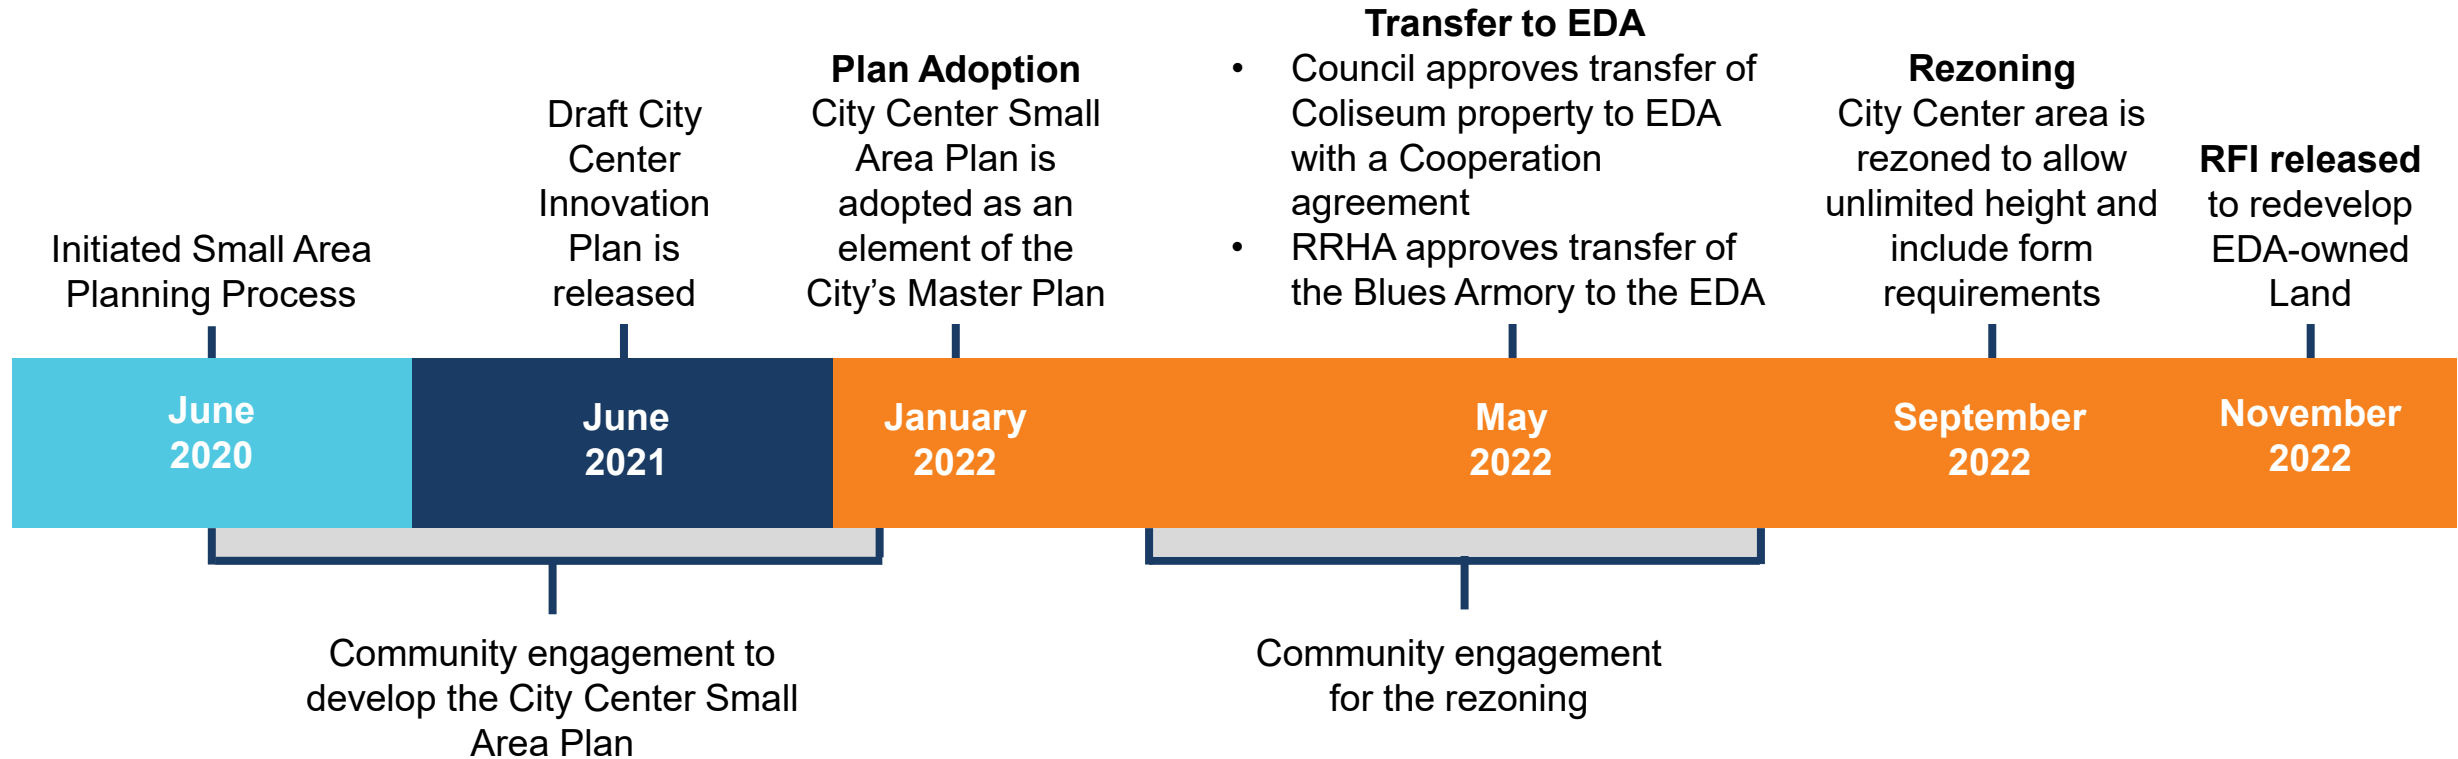 Initiated Small Area
Planning Process
Draft City
Center
Innovation
Plan is
released
Plan Adoption
City Center Small
Area Plan is
adopted as an
element of the
City's Master Plan
Transfer to EDA
• Council approves transfer of
Coliseum property to EDA
with a Cooperation
agreement
• RRHA approves transfer of
the Blues Armory to the EDA
Rezoning
City Center area is
rezoned to allow
unlimited height and
include form
requirements
RFI released
to redevelop
EDA-owned
Land
June
2020
June
2021
January
2022
May
2022
September
2022
November
2022
Community engagement to
develop the City Center Small
Area Plan
Community engagement
for the rezoning